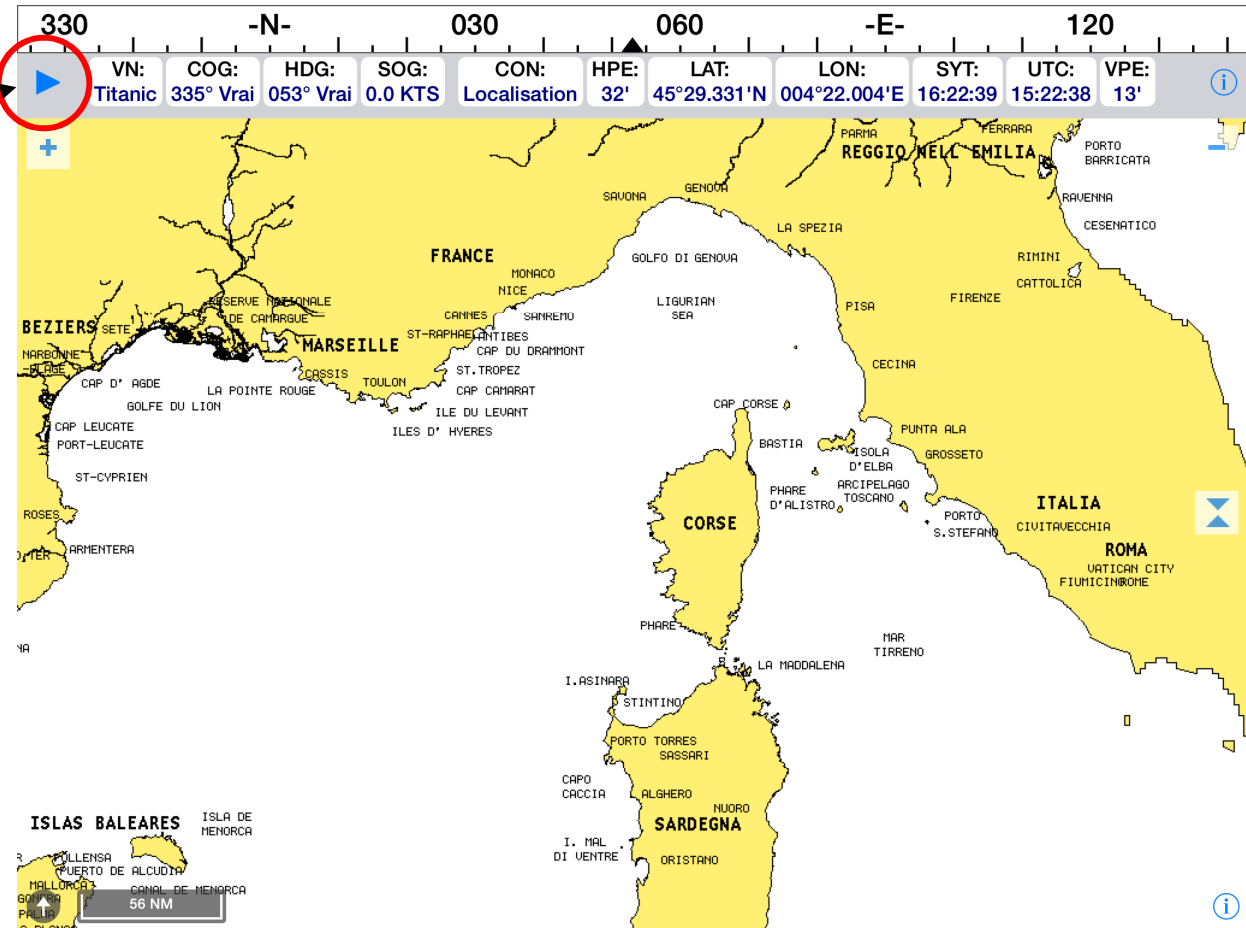 330 -N- 030 060 -E- 120
VN: COG: HDG: SOG: CON: HPE: LAT: LON: SYT: UTC: VPE:
Titanic 335° Vrai 053° Vrai 0.0 KTS Localisation 32' 45°29.331'N 004°22.004'E 16:22:39 15:22:38 13'
PARMA
FERRARA
REGGIO NELL'EMILIA
PORTO
BARRICATA
SAVONA
GENOVA
RAVENNA
CESENATICO
LA SPEZIA
FRANCE
GOLFO DI GENOVA
RIMINI
MONACO
CATTOLICA
NICE
FIRENZE
RESERVE NATIONALE
DE CAMARGUE
LIGURIAN
SEA
PISA
CANNES
SANREMO
BEZIERS
SETE
ST-RAPHAEL
ANTIBES
MARSEILLE
CAP DU DRAMMONT
NARBONNE
-PLAGE
CASSIS
TOULON
ST.TROPEZ
CECINA
CAP D' AGDE
LA POINTE ROUGE
CAP CAMARAT
GOLFE DU LION
ILE DU LEVANT
CAP CORSE
CAP LEUCATE
ILES D' HYERES
PUNTA ALA
PORT-LEUCATE
BASTIA
ISOLA
D'ELBA
GROSSETO
ST-CYPRIEN
PHARE
D'ALISTRO
ARCIPELAGO
TOSCANO
ITALIA
ROSES
CORSE
PORTO
S.STEFANO
CIVITAVECCHIA
ARMENTERA
ROMA
VATICAN CITY
FIUMICINO
ROME
PHARE
MAR
TIRRENO
NA
LA MADDALENA
I.ASINARA
STINTINO
PORTO TORRES
SASSARI
CAPO
CACCIA
ALGHERO
NUORO
ISLAS BALEARES
ISLA DE
MENORCA
SARDEGNA
I. MAL
DI VENTRE
ORISTANO
POLLENSA
PUERTO DE ALCUDIA
MALLORCA
CANAL DE MENORCA
56 NM
PALMA